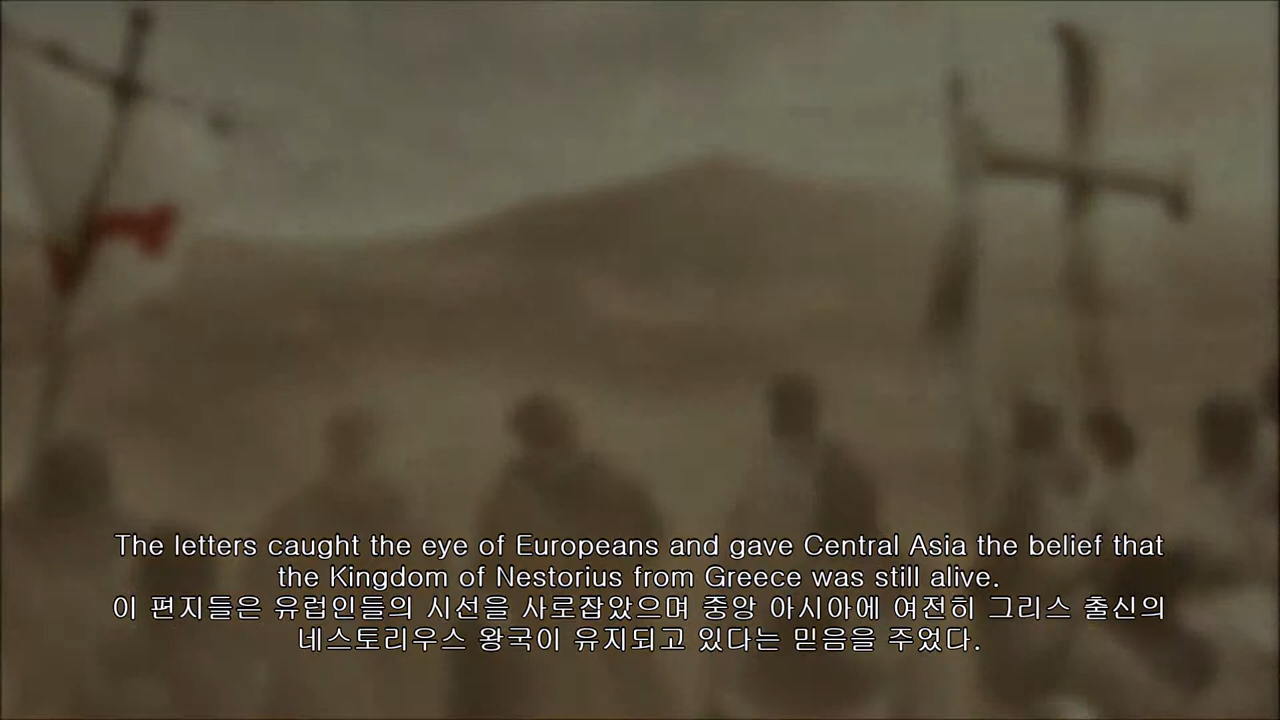 The letters caught the eye of Europeans and gave Central Asia the belief that
the Kingdom of Nestorius from Greece was still alive.
이 편지들은 유럽인들의 시선을 사로잡았으며 중앙 아시아에 여전히 그리스 출신의
네스토리우스 왕국이 유지되고 있다는 믿음을 주었다.